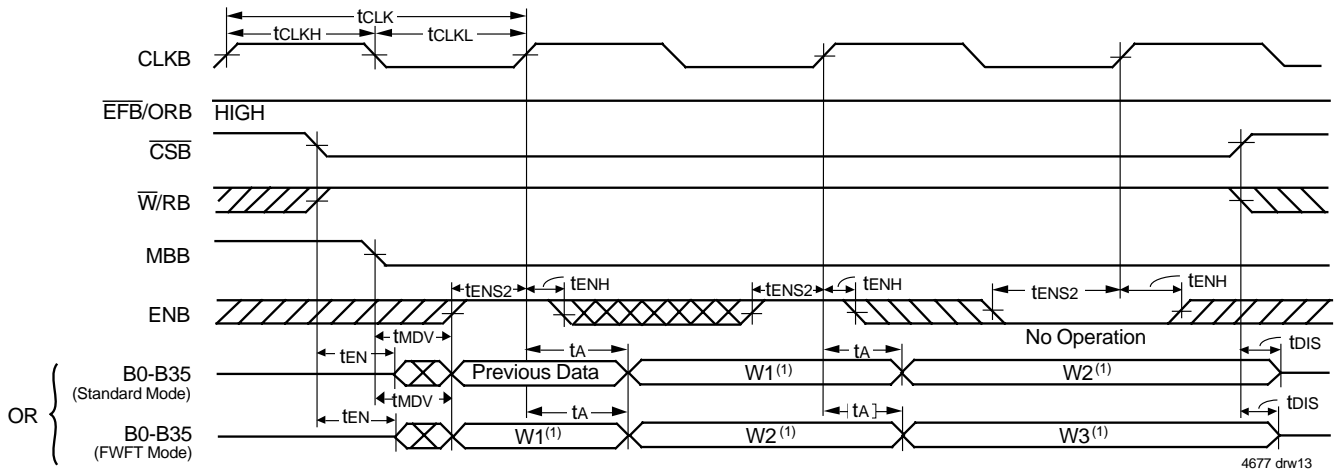 tCLK
tCLKH
tCLKL
CLKB
EFB/ORB
HIGH
CSB
W/RB
MBB
tENS2
tENH
tENS2
tENH
tENS2
tENH
ENB
No Operation
tMDV
tEN
tA
tA
tDIS
B0-B35
(Standard Mode)
Previous Data
W1(1)
W2(1)
OR
tMDV
tEN
tA
tA
tDIS
B0-B35
(FWFT Mode)
W1(1)
W2(1)
W3(1)
4677 drw13